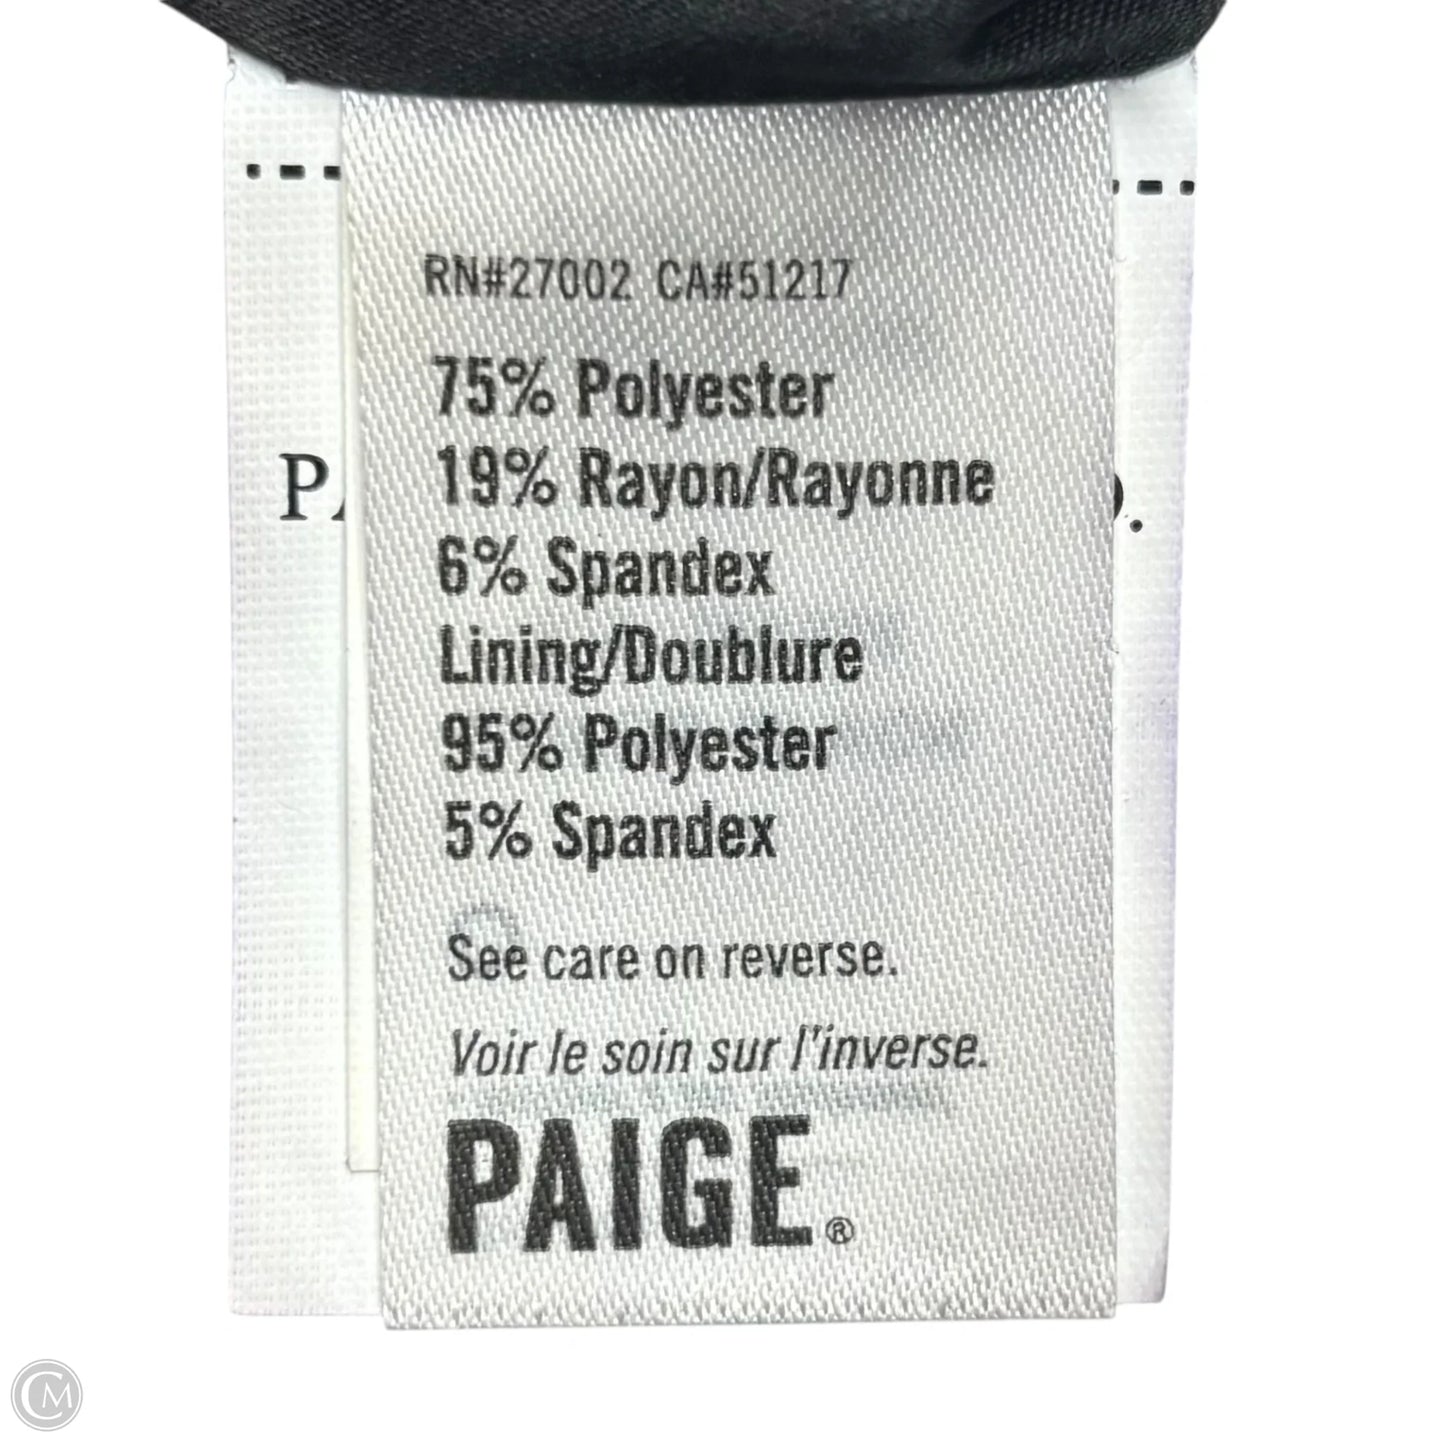 RN#27002 CA#51217
75% Polyester
19% Rayon/Rayonne
6% Spandex
Lining/Doublure
95% Polyester
5% Spandex
See care on reverse.
Voir le soin sur l'inverse.
PAIGE®
CM